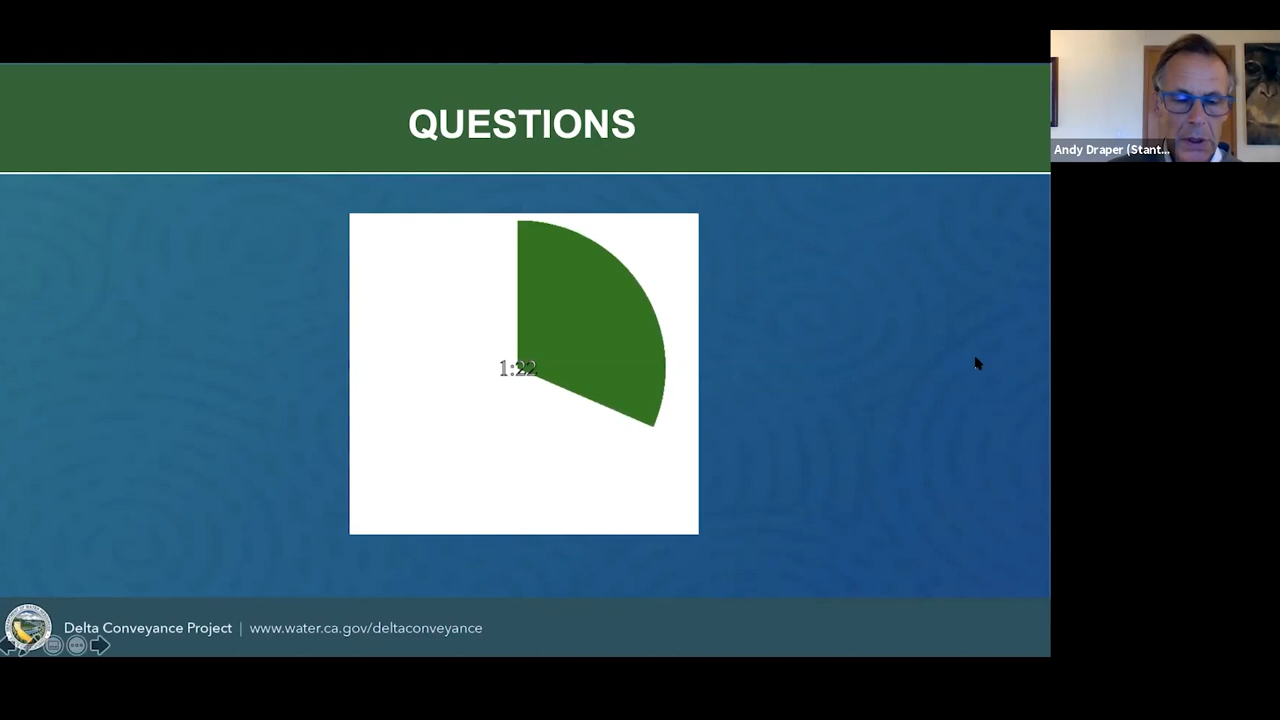 QUESTIONS
Andy Draper (Stant...
1:22
Delta Conveyance Project | www.water.ca.gov/deltaconveyance